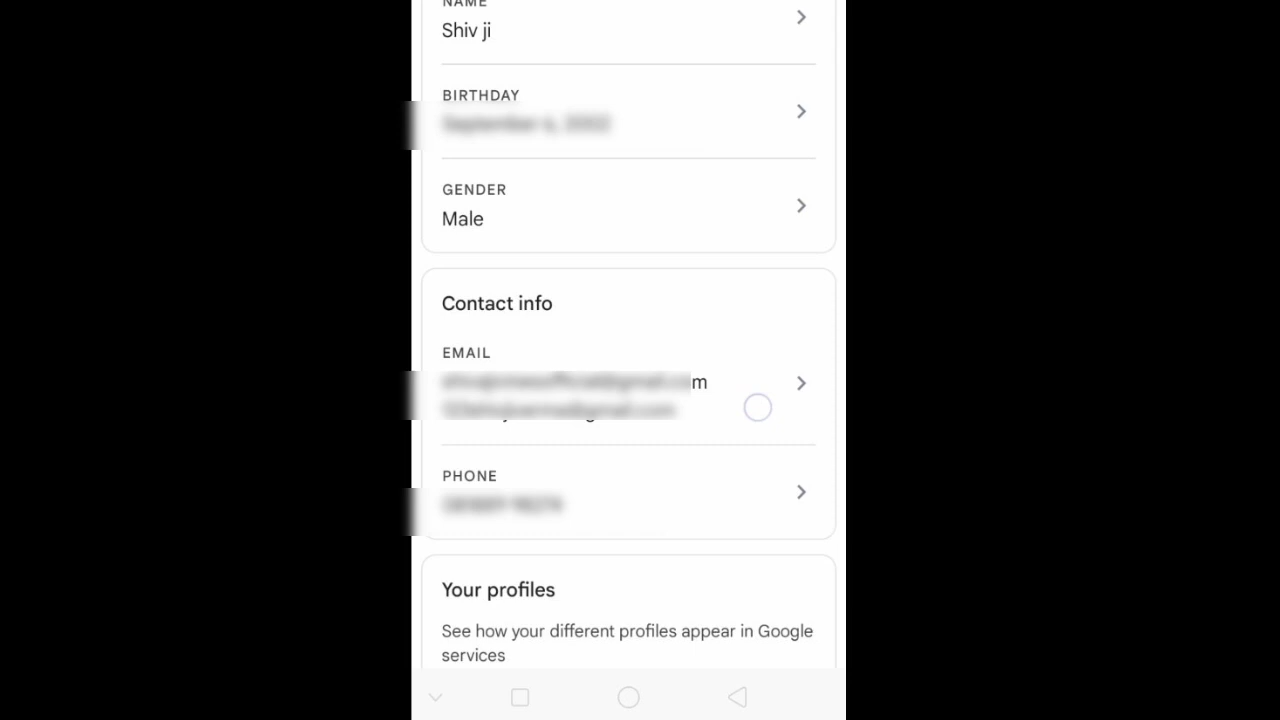 NAME
Shiv ji
BIRTHDAY
GENDER
Male
Contact info
EMAIL
m
PHONE
Your profiles
See how your different profiles appear in Google
services